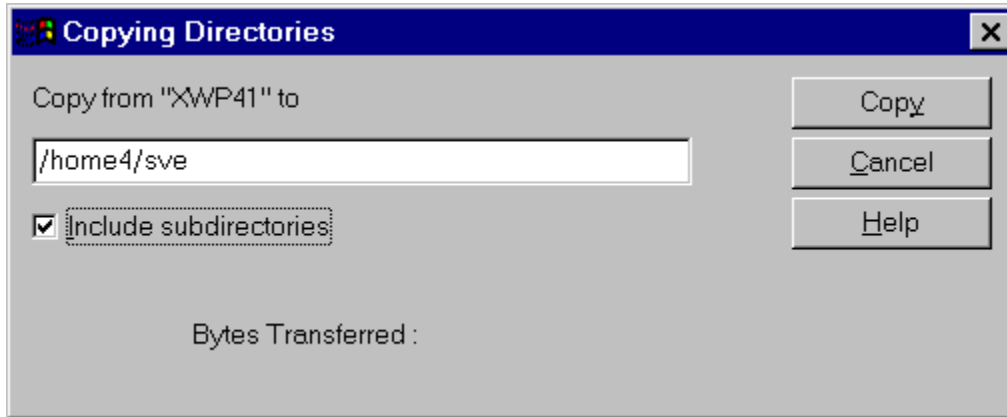 Copying Directories
Copy from "XWP41" to
Copy
/home4/sve
Cancel
Include subdirectories
Help
Bytes Transferred :